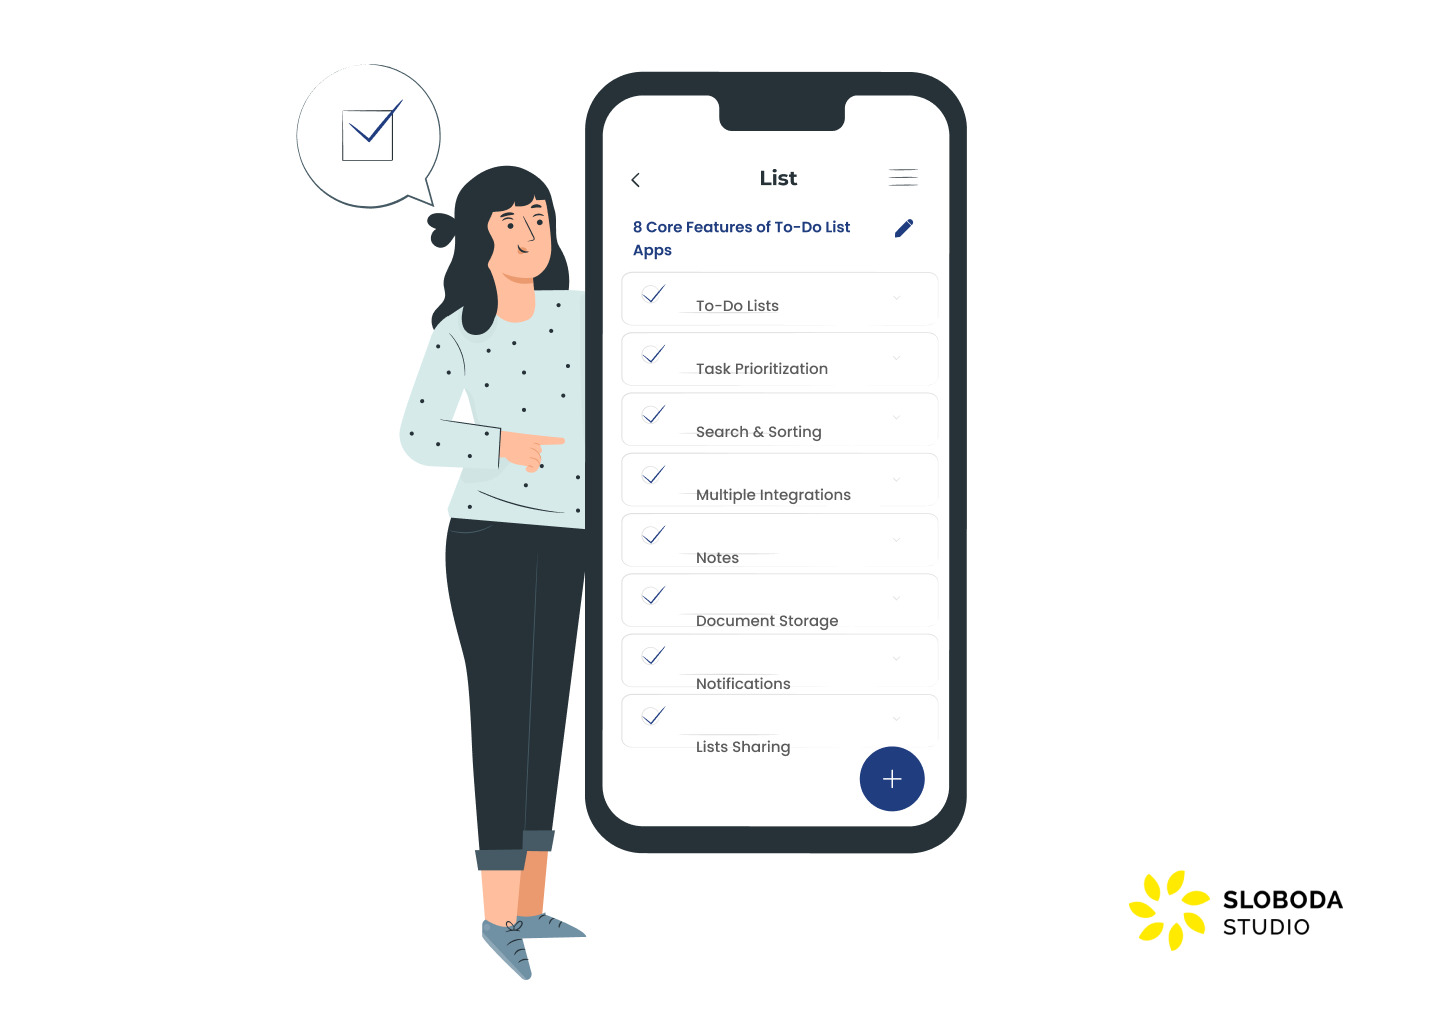 List
8 Core Features of To-Do List
Apps
To-Do Lists
Task Prioritization
Search & Sorting
Multiple Integrations
Notes
Document Storage
Notifications
Lists Sharing
SLOBODA
STUDIO